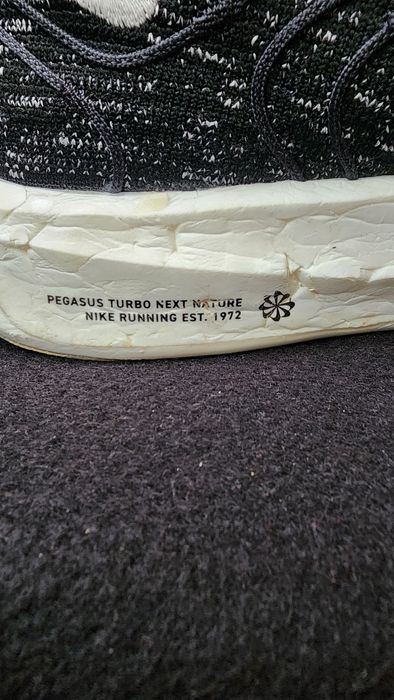 PEGASUS TURBO NEXT NATURE
NIKE RUNNING EST. 1972